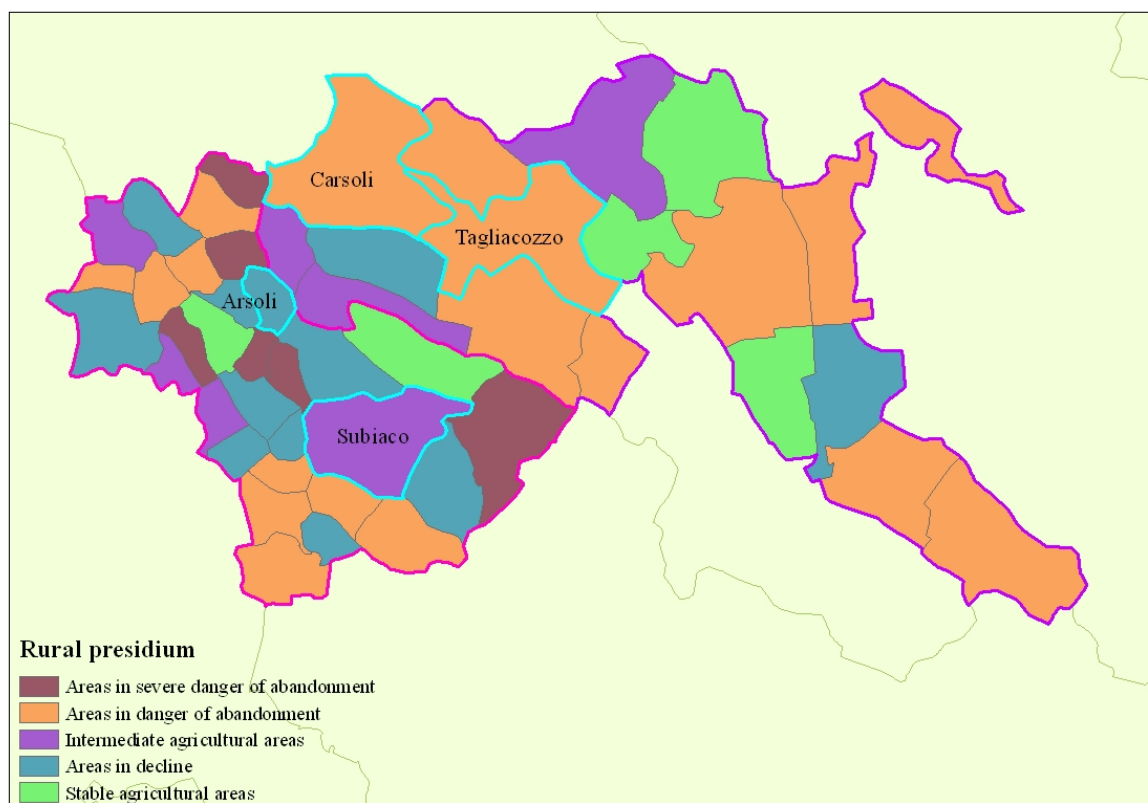 Carsoli
Tagliacozzo
Arsoli
Subiaco
Rural presidium
Areas in severe danger of abandonment
Areas in danger of abandonment
Intermediate agricultural areas
Areas in decline
Stable agricultural areas